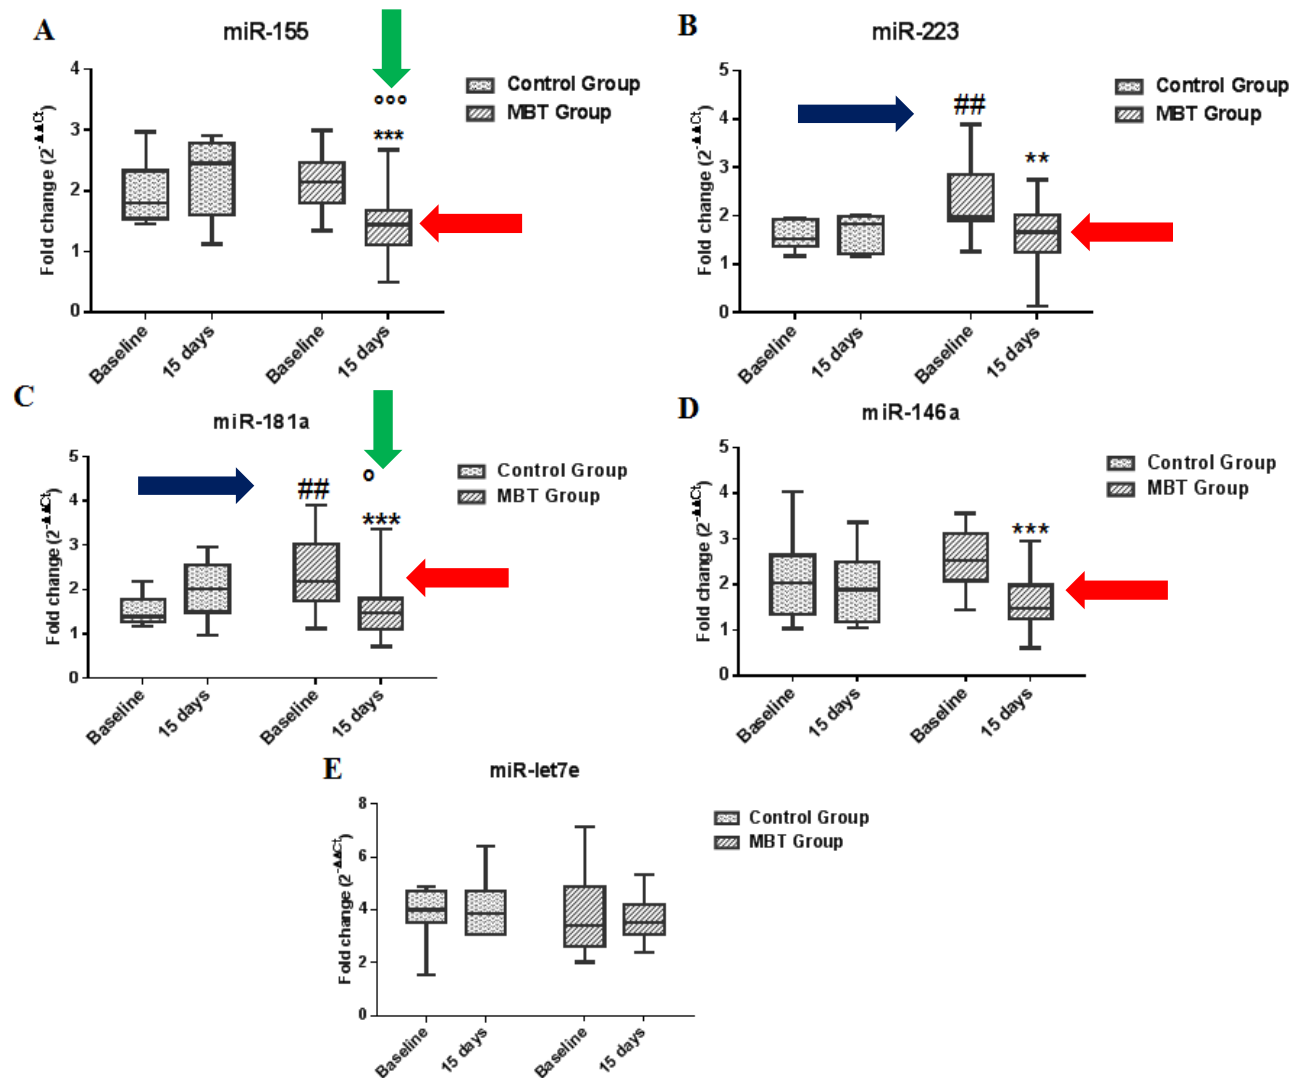 A
miR-155
Fold change (2^-▲▲Ct)
4
3
2
1
0
°°°
***
Control Group
MBT Group
Baseline
15 days
Baseline
15 days
B
miR-223
Fold change (2^-▲▲Ct)
5
4
3
2
1
0
##
**
Control Group
MBT Group
Baseline
15 days
Baseline
15 days
C
miR-181a
Fold change (2^-▲▲Ct)
5
4
3
2
1
0
##
°
***
Control Group
MBT Group
Baseline
15 days
Baseline
15 days
D
miR-146a
Fold change (2^-▲▲Ct)
5
4
3
2
1
0
***
Control Group
MBT Group
Baseline
15 days
Baseline
15 days
E
miR-let7e
Fold change (2^-▲▲Ct)
8
6
4
2
0
Control Group
MBT Group
Baseline
15 days
Baseline
15 days